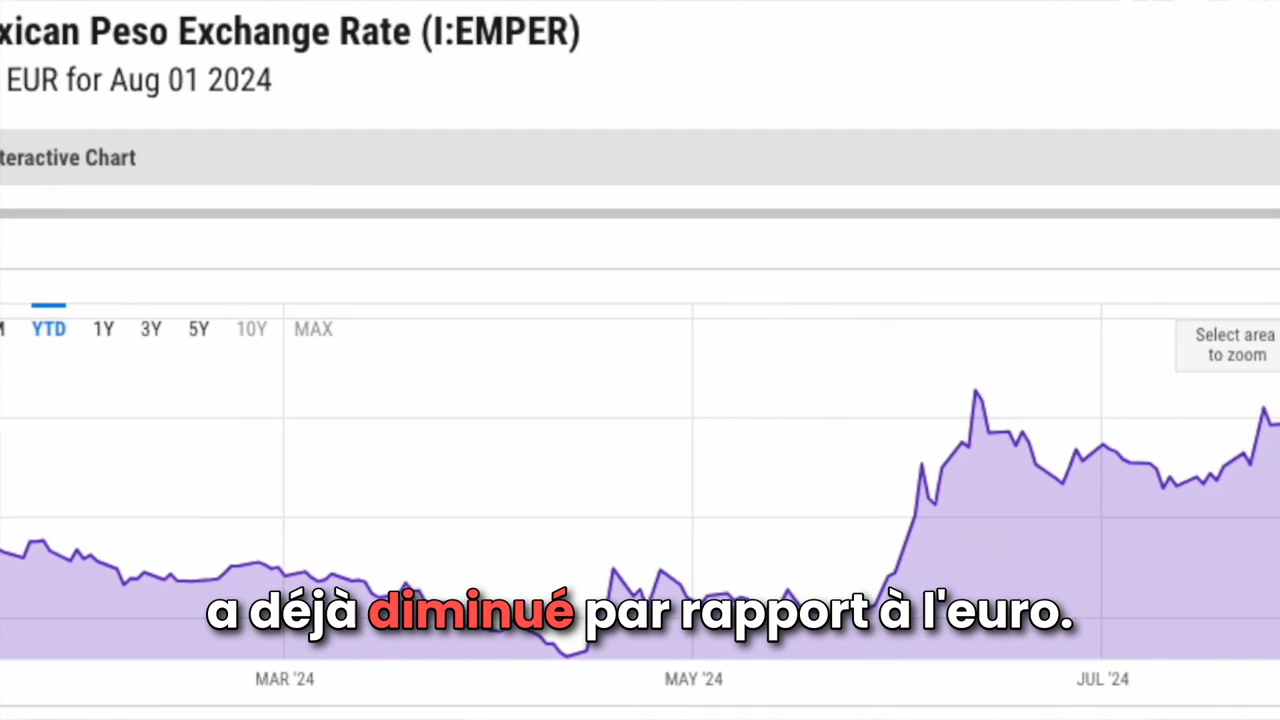 xican Peso Exchange Rate (I:EMPER)
EUR for Aug 01 2024
teractive Chart
M YTD 1Y 3Y 5Y 10Y MAX
Select area
to zoom
a déjà diminué par rapport à l'euro.
MAR '24 MAY '24 JUL '24